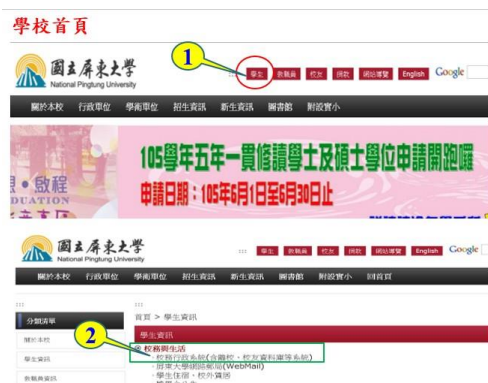 學校首頁
1
國立屏東大學
National Pingtung University
學生 教職員 校友 捐款 網站導覽 English Google
關於本校 行政單位 學術單位 招生資訊 新生資訊 圖書館 附設實小
105學年五年一貫修讀學士及碩士學位申請開跑囉
申請日期：105年6月1日至6月30日止
啟程
國立屏東大學
National Pingtung University
學生 教職員 校友 捐款 網站導覽 English Google
關於本校 行政單位 學術單位 招生資訊 新生資訊 圖書館 附設實小 回首頁
首頁 > 學生資訊
分類清單
學生資訊
關於本校
2
校務與生活
校務行政系統(含離校、校友資料庫等系統)
學生資訊
屏東大學網路郵局(WebMail)
學生住宿、校外賃居
教職員資訊